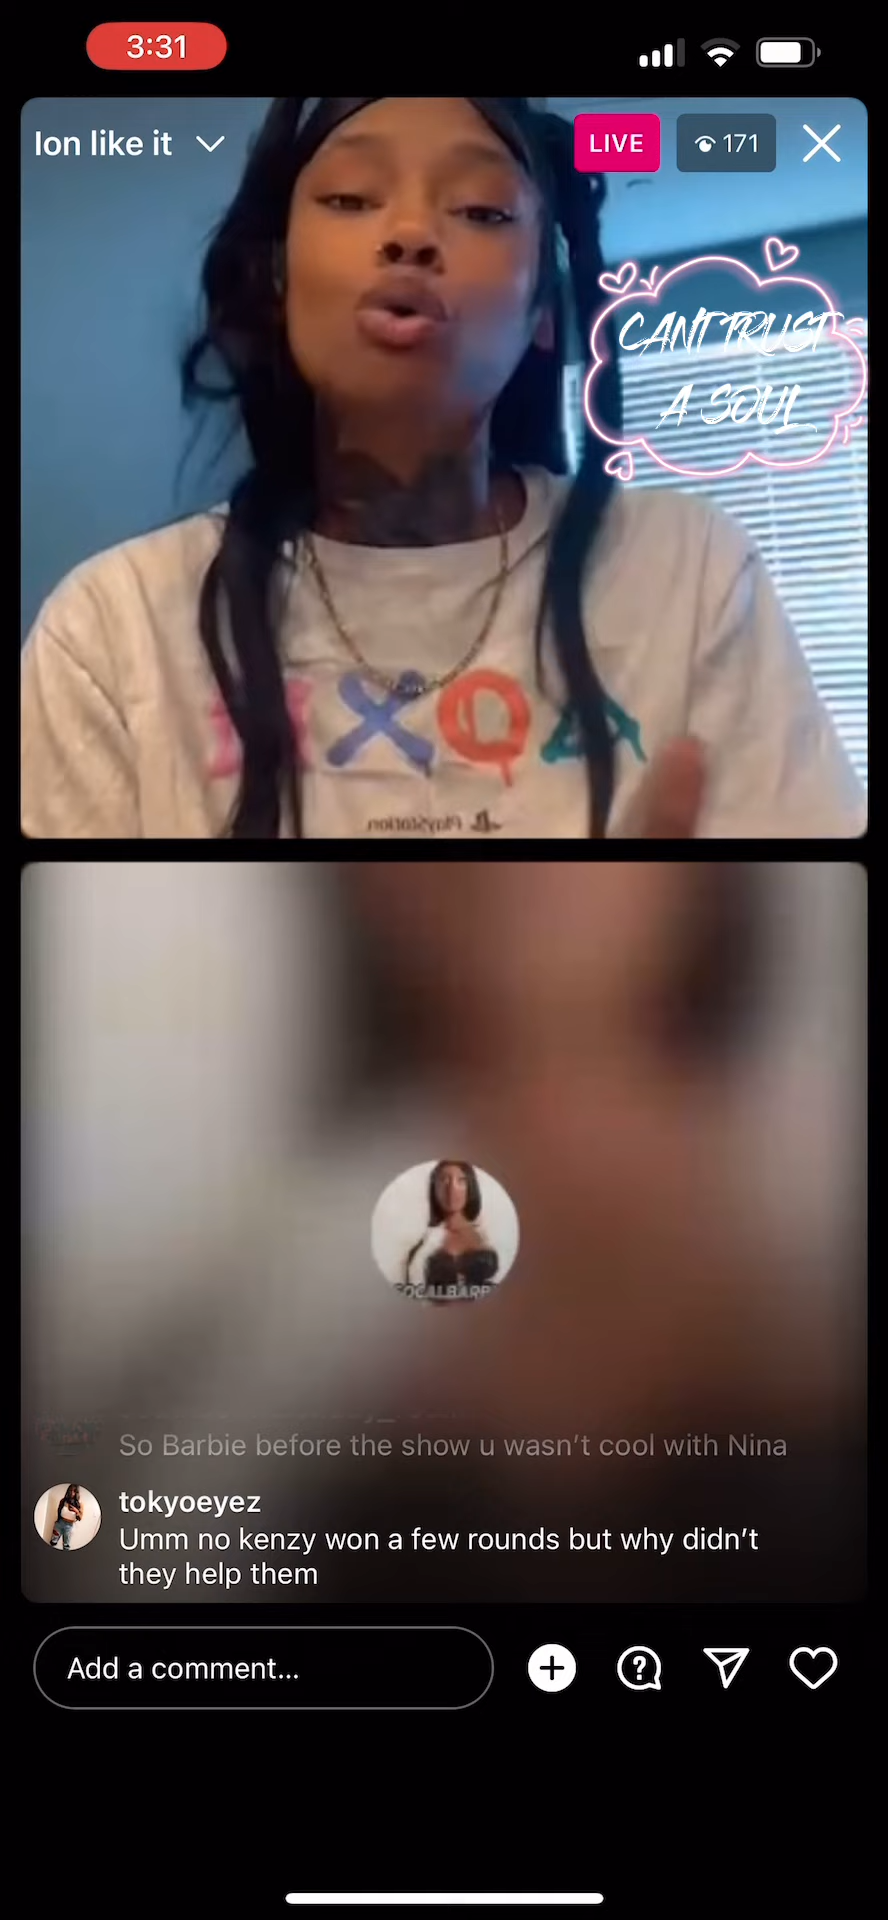 3:31
Ion like it
LIVE
171
CANT TRUST
A SOUL
PlayStation
So Barbie before the show u wasn't cool with Nina
tokyoeyez
Umm no kenzy won a few rounds but why didn't
they help them
Add a comment...